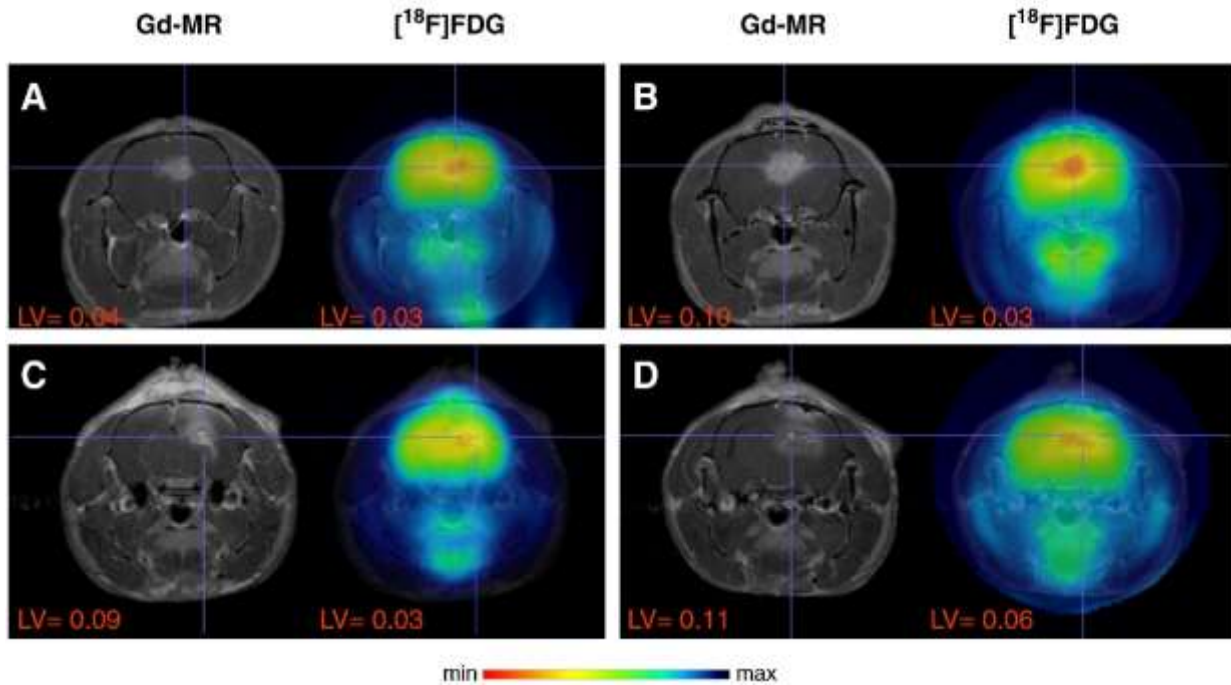 Gd-MR [¹⁸F]FDG Gd-MR [¹⁸F]FDG
A B
LV= 0.04 LV= 0.03 LV= 0.10 LV= 0.03
C D
LV= 0.09 LV= 0.03 LV= 0.11 LV= 0.06
min max